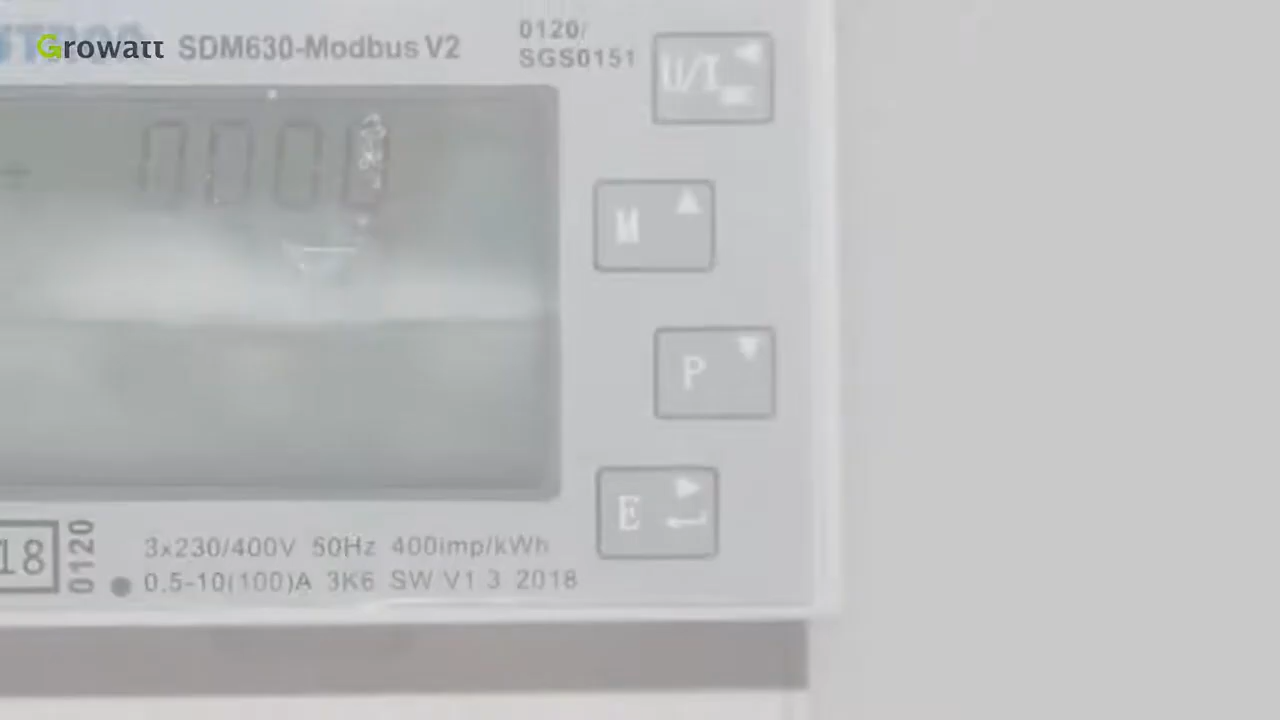 Growatt
SDM630-Modbus V2
0120/
SGS0151
U/I
M
P
E
18
0120
3x230/400V 50Hz 400imp/kWh
0.5-10(100)A 3K6 SW V1.3 2018